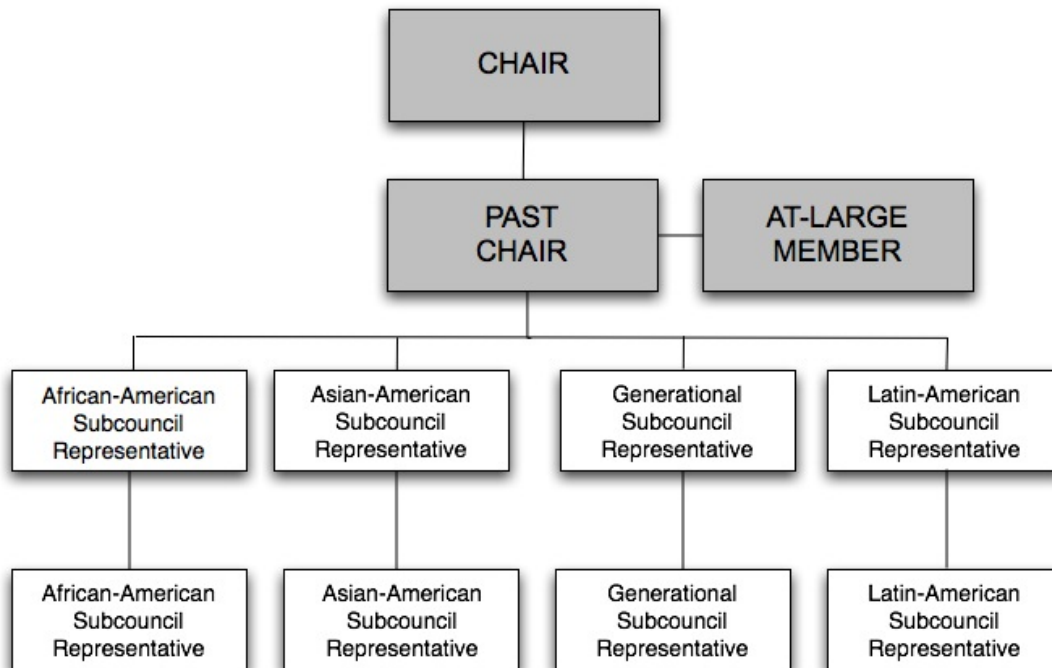 CHAIR
PAST
CHAIR
AT-LARGE
MEMBER
African-American
Subcouncil
Representative
Asian-American
Subcouncil
Representative
Generational
Subcouncil
Representative
Latin-American
Subcouncil
Representative
African-American
Subcouncil
Representative
Asian-American
Subcouncil
Representative
Generational
Subcouncil
Representative
Latin-American
Subcouncil
Representative